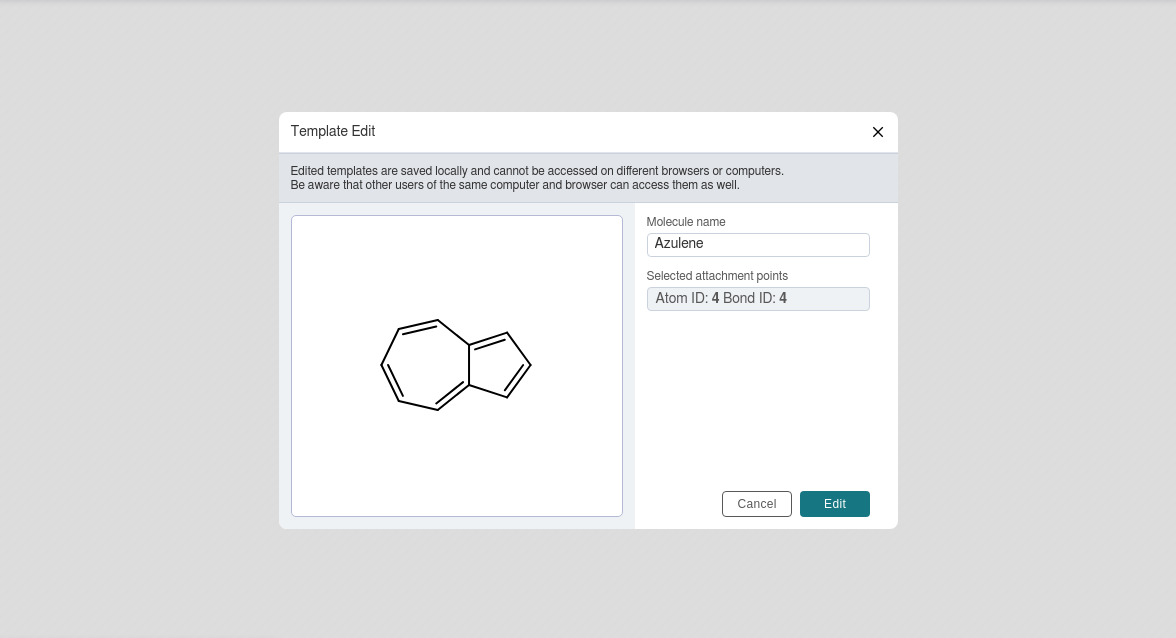 Template Edit
Edited templates are saved locally and cannot be accessed on different browsers or computers.
Be aware that other users of the same computer and browser can access them as well.
Molecule name
Azulene
Selected attachment points
Atom ID: 4 Bond ID: 4
Cancel
Edit